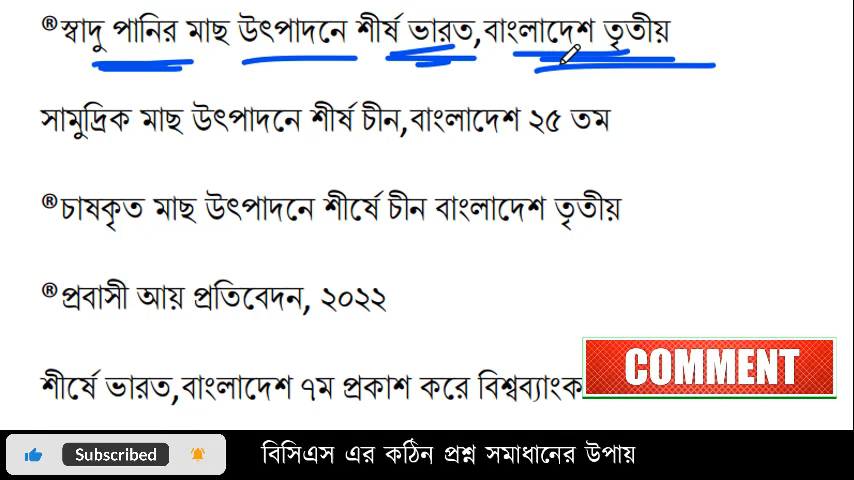 ®স্বাদু পানির মাছ উৎপাদনে শীর্ষ ভারত,বাংলাদেশ তৃতীয়
সামুদ্রিক মাছ উৎপাদনে শীর্ষ চীন,বাংলাদেশ ২৫ তম
®চাষকৃত মাছ উৎপাদনে শীর্ষে চীন বাংলাদেশ তৃতীয়
®প্রবাসী আয় প্রতিবেদন, ২০২২
শীর্ষে ভারত,বাংলাদেশ ৭ম প্রকাশ করে বিশ্বব্যাংক
COMMENT
Subscribed
বিসিএস এর কঠিন প্রশ্ন সমাধানের উপায়